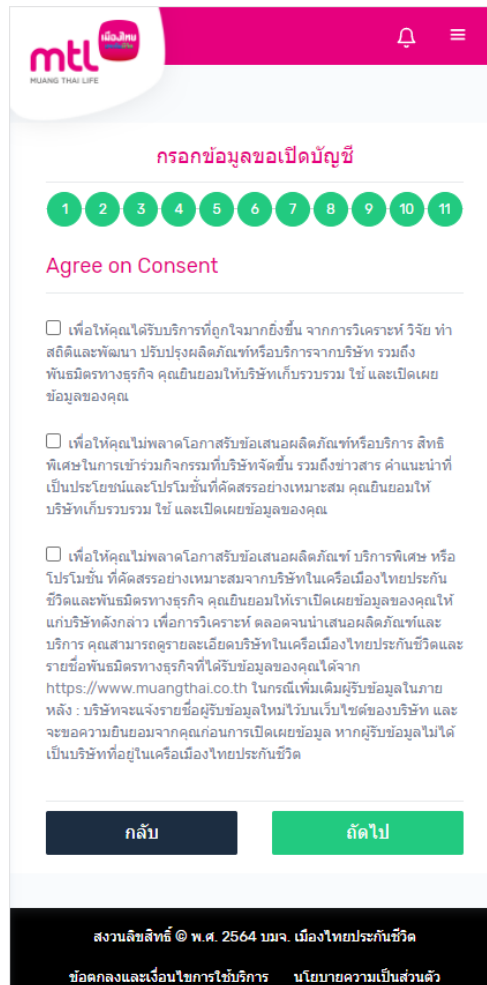 เมืองไทย
mtl
MUANG THAI LIFE
กรอกข้อมูลขอเปิดบัญชี
1 2 3 4 5 6 7 8 9 10 11
Agree on Consent
เพื่อให้คุณได้รับบริการที่ถูกใจมากยิ่งขึ้น จากการวิเคราะห์ วิจัย ทำ
สถิติและพัฒนา ปรับปรุงผลิตภัณฑ์หรือบริการจากบริษัท รวมถึง
พันธมิตรทางธุรกิจ คุณยินยอมให้บริษัทเก็บรวบรวม ใช้ และเปิดเผย
ข้อมูลของคุณ
เพื่อให้คุณไม่พลาดโอกาสรับข้อเสนอผลิตภัณฑ์หรือบริการ สิทธิ
พิเศษในการเข้าร่วมกิจกรรมที่บริษัทจัดขึ้น รวมถึงข่าวสาร คำแนะนำที่
เป็นประโยชน์และโปรโมชั่นที่คัดสรรอย่างเหมาะสม คุณยินยอมให้
บริษัทเก็บรวบรวม ใช้ และเปิดเผยข้อมูลของคุณ
เพื่อให้คุณไม่พลาดโอกาสรับข้อเสนอผลิตภัณฑ์ บริการพิเศษ หรือ
โปรโมชั่น ที่คัดสรรอย่างเหมาะสมจากบริษัทในเครือเมืองไทยประกัน
ชีวิตและพันธมิตรทางธุรกิจ คุณยินยอมให้เราเปิดเผยข้อมูลของคุณให้
แก่บริษัทดังกล่าว เพื่อการวิเคราะห์ ตลอดจนนำเสนอผลิตภัณฑ์และ
บริการ คุณสามารถดูรายละเอียดบริษัทในเครือเมืองไทยประกันชีวิตและ
รายชื่อพันธมิตรทางธุรกิจที่ได้รับข้อมูลของคุณได้จาก
https://www.muangthai.co.th ในกรณีเพิ่มเติมผู้รับข้อมูลในภาย
หลัง : บริษัทจะแจ้งรายชื่อผู้รับข้อมูลใหม่ไว้บนเว็บไซต์ของบริษัท และ
จะขอความยินยอมจากคุณก่อนการเปิดเผยข้อมูล หากผู้รับข้อมูลไม่ได้
เป็นบริษัทที่อยู่ในเครือเมืองไทยประกันชีวิต
กลับ ถัดไป
สงวนลิขสิทธิ์ © พ.ศ. 2564 บมจ. เมืองไทยประกันชีวิต
ข้อตกลงและเงื่อนไขการใช้บริการ นโยบายความเป็นส่วนตัว